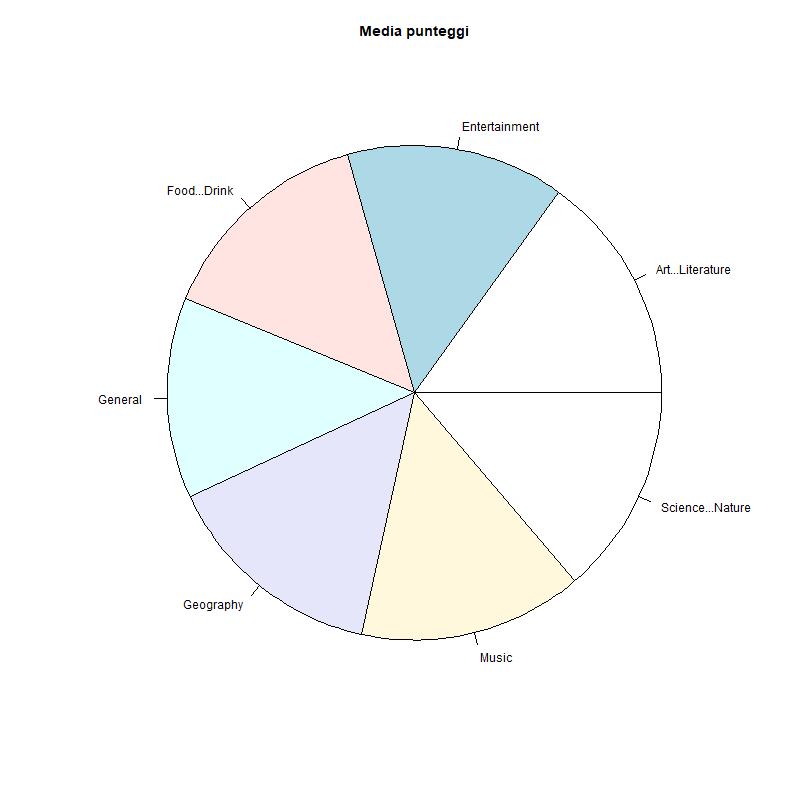 Media punteggi
Entertainment
Food...Drink
Art...Literature
General
Science...Nature
Geography
Music